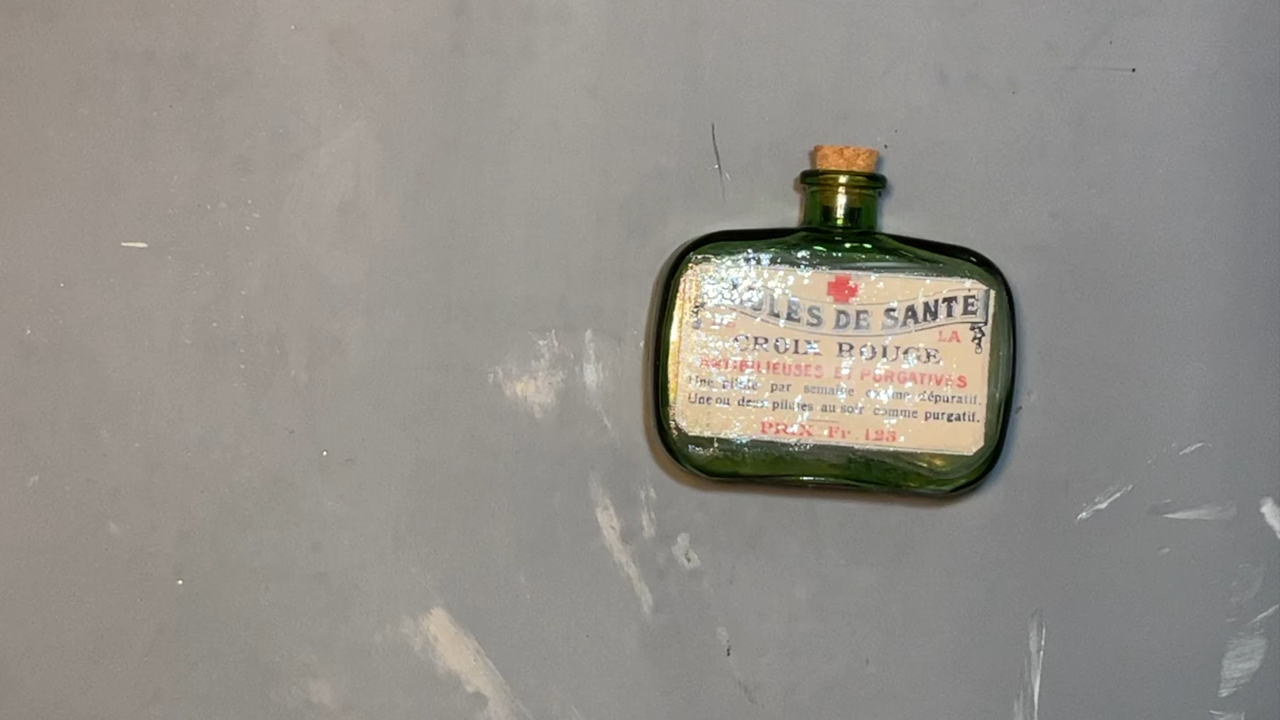 DE SANTE
LA
CROIX ROUGE
ANTIBILIEUSES ET PURGATIVES
Une pilule par semaine comme dépuratif.
Une ou deux pilules au soir comme purgatif.
PRIX Fr. 1.25